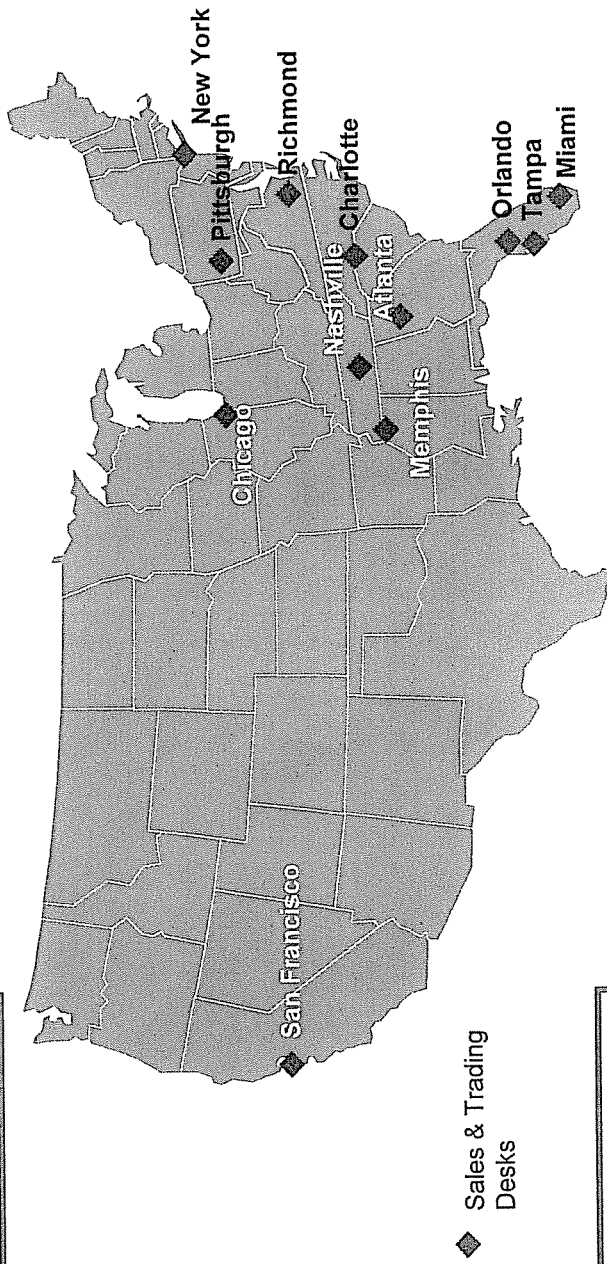 New York
Pittsburgh
Richmond
Chicago
Nashville
Charlotte
San Francisco
Atlanta
Memphis
Orlando
Tampa
Miami
Sales & Trading
Desks